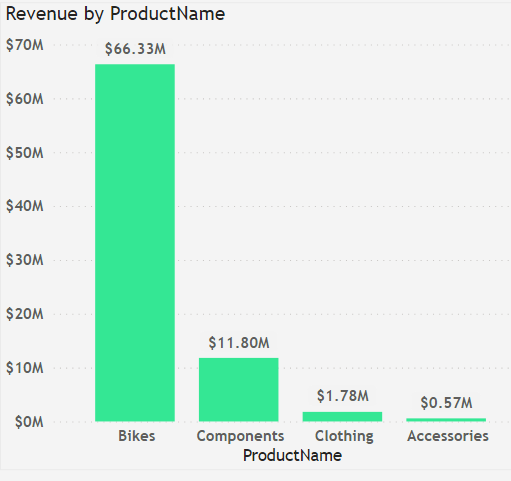 Revenue by ProductName
$70M
$66.33M
$60M
$50M
$40M
$30M
$20M
$11.80M
$10M
$1.78M
$0.57M
$0M
Bikes Components Clothing Accessories
ProductName